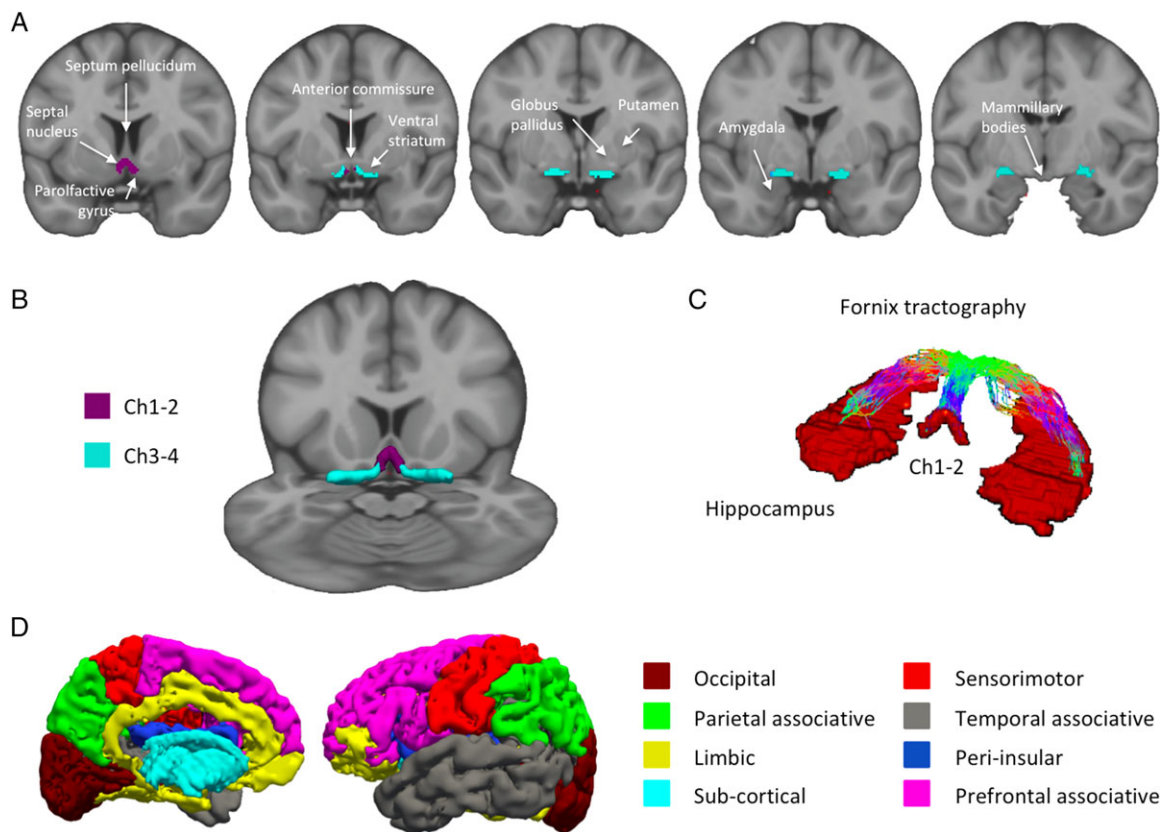 A
Septum pellucidum
Septal
nucleus
Parolfactive
gyrus
Anterior commissure
Ventral
striatum
Globus
pallidus
Putamen
Amygdala
Mammillary
bodies
B
Ch1-2
Ch3-4
C
Fornix tractography
Ch1-2
Hippocampus
D
Occipital
Parietal associative
Limbic
Sub-cortical
Sensorimotor
Temporal associative
Peri-insular
Prefrontal associative